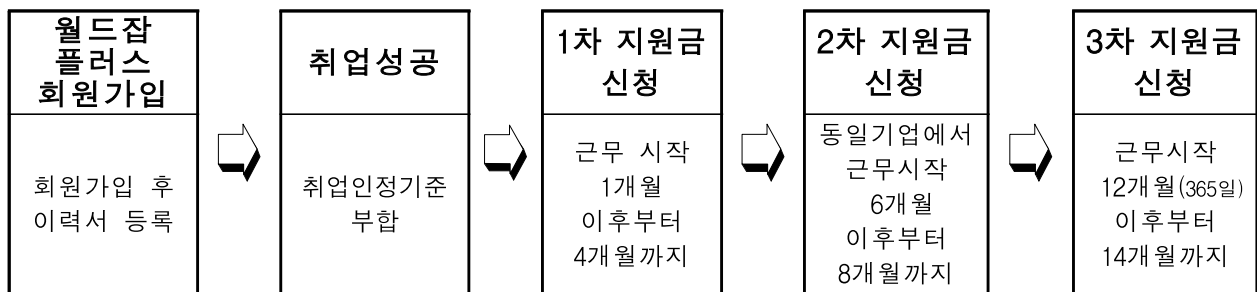 월드잡
플러스
회원가입
회원가입 후
이력서 등록
취업성공
취업인정기준
부합
1차 지원금
신청
근무 시작
1개월
이후부터
4개월까지
2차 지원금
신청
동일기업에서
근무시작
6개월
이후부터
8개월까지
3차 지원금
신청
근무시작
12개월(365일)
이후부터
14개월까지